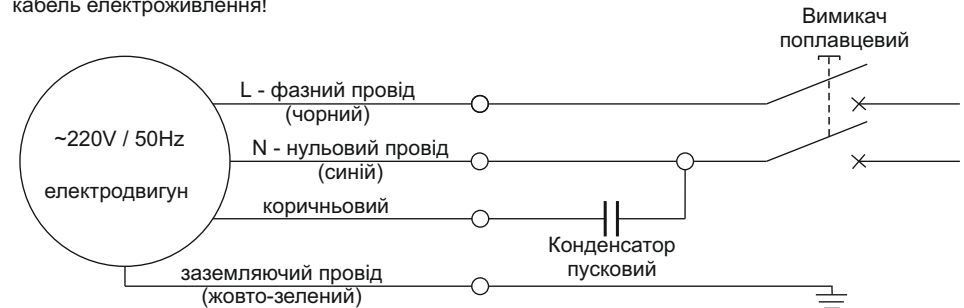 кабель електроживлення!
Вимикач
поплавцевий
L - фазний провід
(чорний)
~220V / 50Hz
N - нульовий провід
(синій)
електродвигун
коричньовий
Конденсатор
пусковий
заземляючий провід
(жовто-зелений)